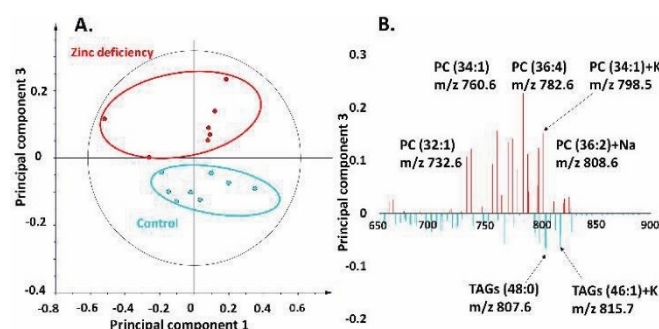 A.
Zinc deficiency
Control
Principal component 3
0.2
0
-0.2
-0.4
-0.6
-0.4
-0.2
0
0.2
0.4
0.6
Principal component 1
B.
PC (34:1)
m/z 760.6
PC (36:4)
m/z 782.6
PC (34:1)+K
m/z 798.5
PC (32:1)
m/z 732.6
PC (36:2)+Na
m/z 808.6
Principal component 3
0.3
0.2
0.1
0
-0.1
0.2
650
700
750
800
850
900
TAGs (48:0)
m/z 807.6
TAGs (46:1)+K
m/z 815.7